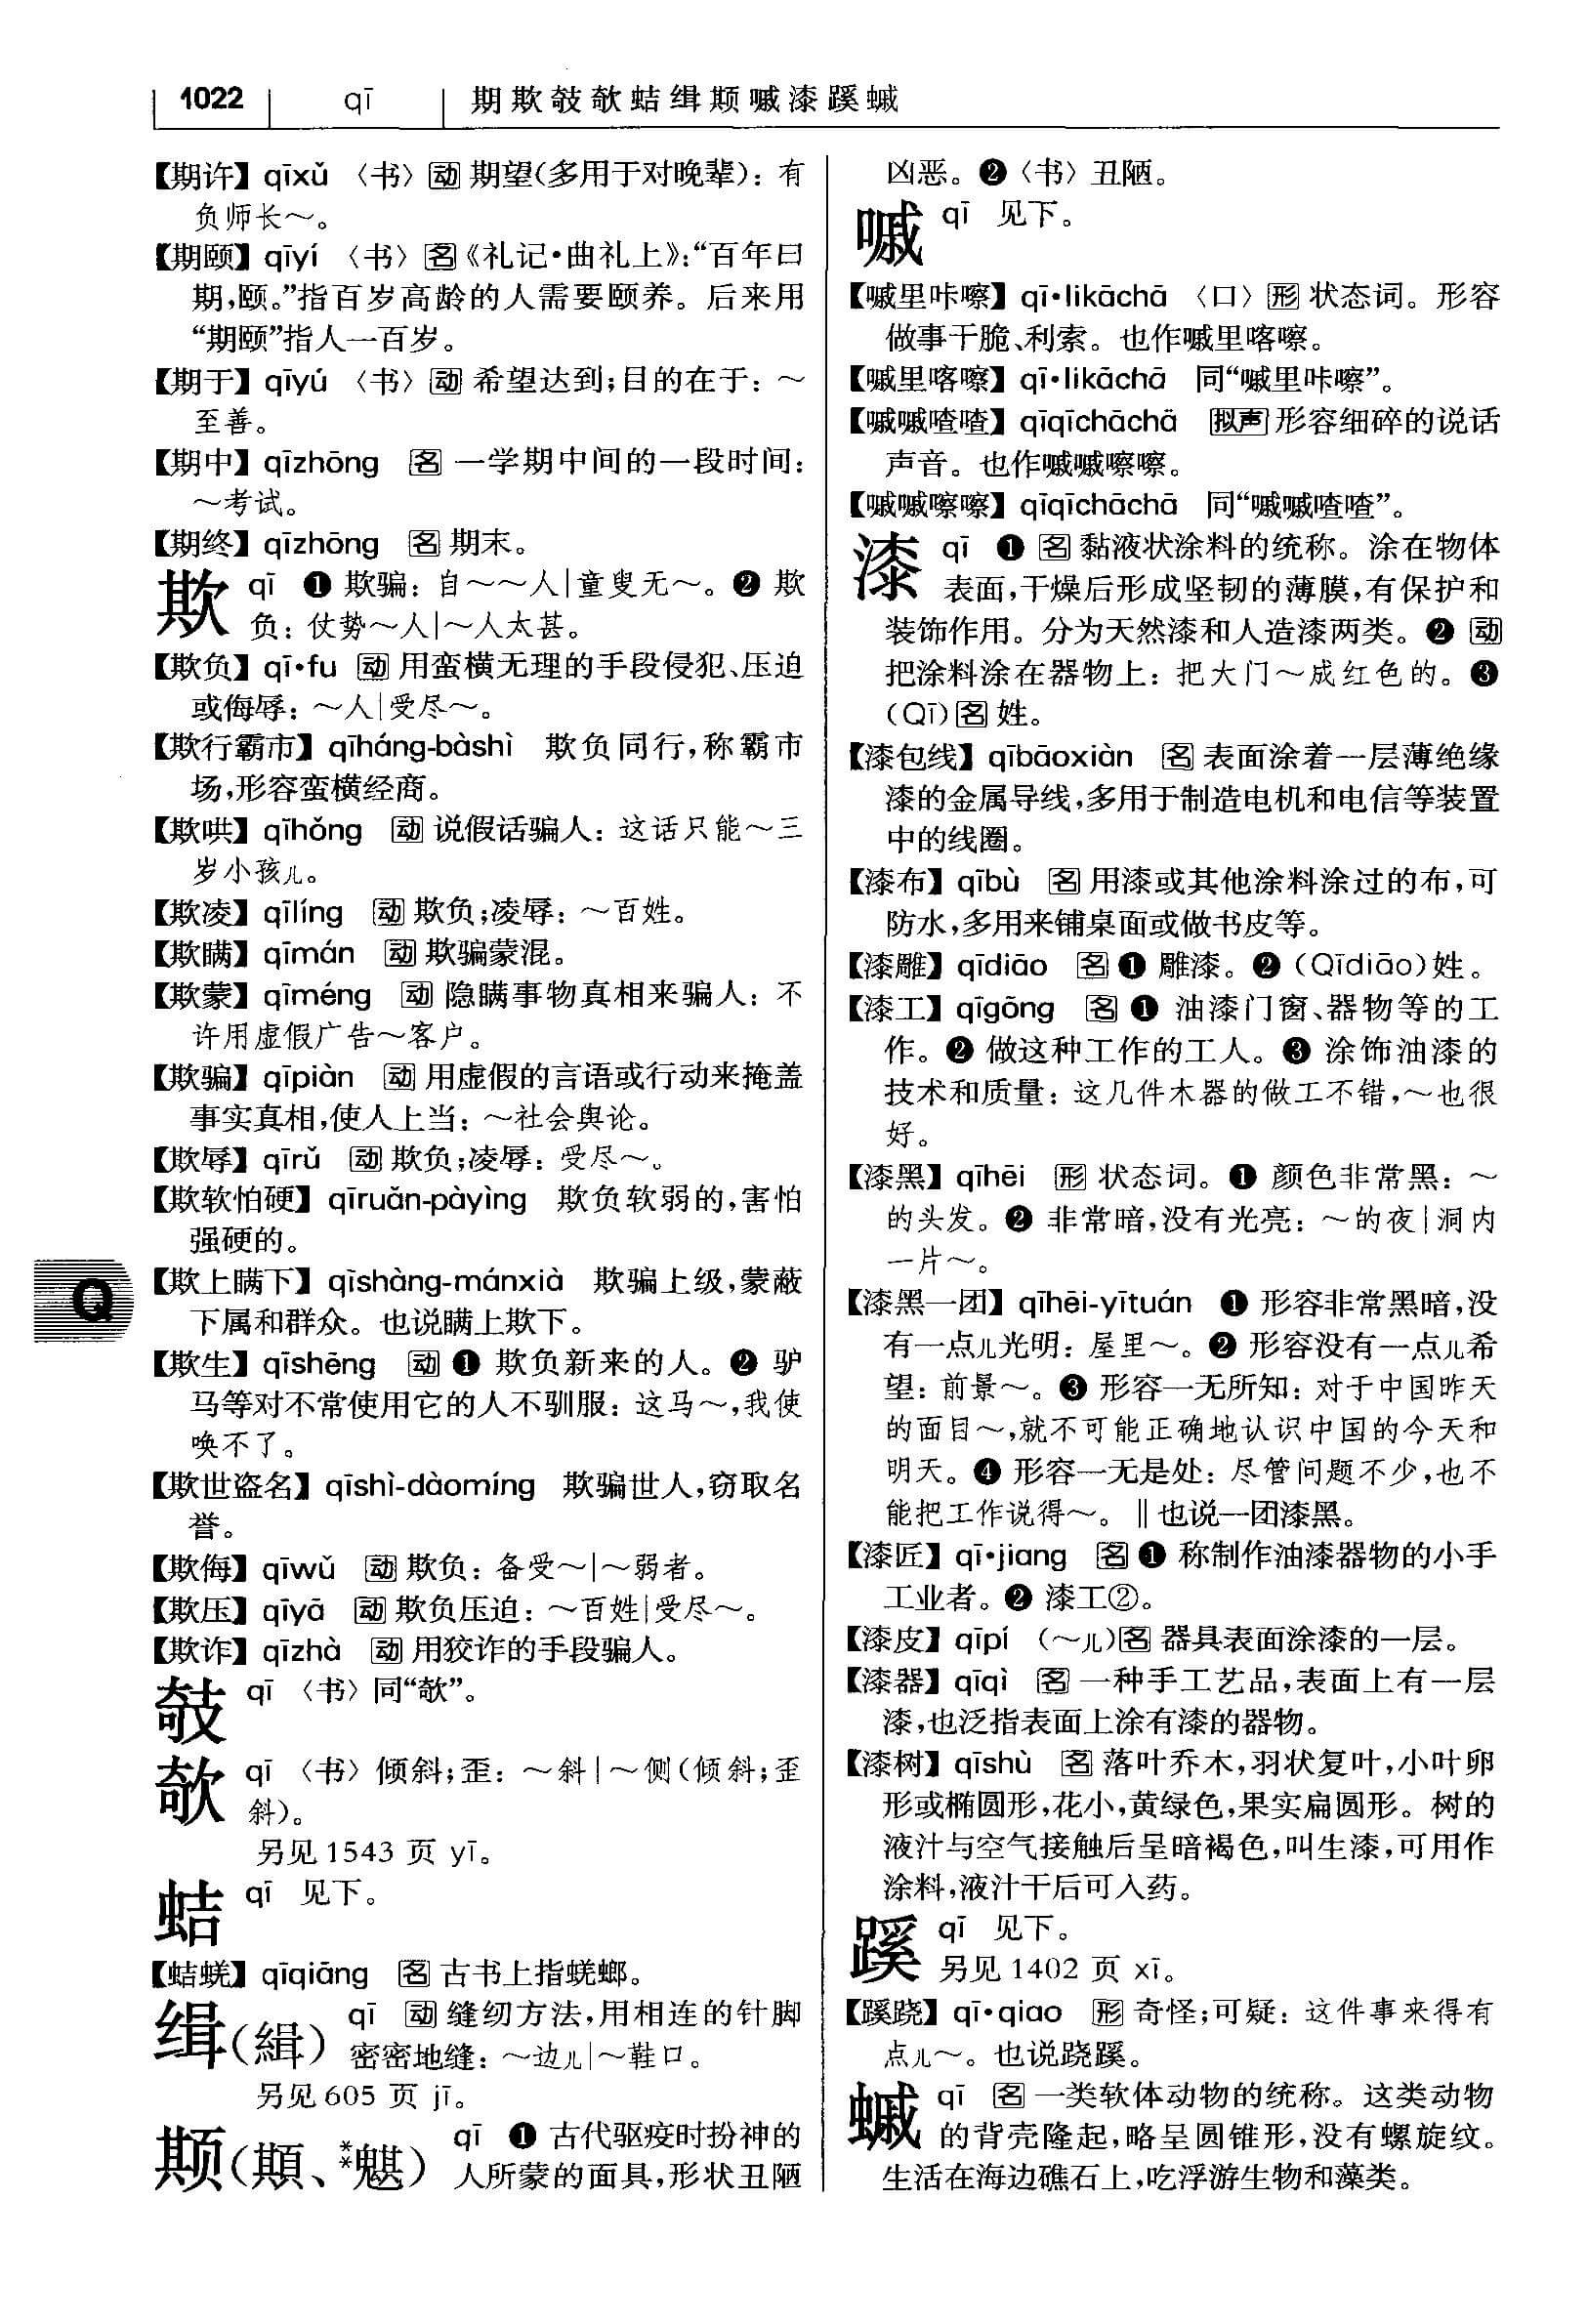 1022 qī 期欺攲欹蛣缉𬱟嘁漆蹊蛾
【期许】qīxǔ 〈书〉动 期望(多用于对晚辈)：有
负师长～。
【期颐】qīyí 〈书〉名《礼记·曲礼上》：“百年曰
期，颐。”指百岁高龄的人需要颐养。后来用
“期颐”指人一百岁。
【期于】qīyú 〈书〉动 希望达到；目的在于：～
至善。
【期中】qīzhōng 名 一学期中间的一段时间：
～考试。
【期终】qīzhōng 名 期末。
欺 qī ❶ 欺骗：自～～人|童叟无～。❷ 欺
负：仗势～人|～人太甚。
【欺负】qī·fu 动 用蛮横无理的手段侵犯、压迫
或侮辱：～人|受尽～。
【欺行霸市】qīháng-bàshì 欺负同行，称霸市
场，形容蛮横经商。
【欺哄】qīhǒng 动 说假话骗人：这话只能～三
岁小孩儿。
【欺凌】qīlíng 动 欺负；凌辱：～百姓。
【欺瞒】qīmán 动 欺骗蒙混。
【欺蒙】qīméng 动 隐瞒事物真相来骗人：不
许用虚假广告～客户。
【欺骗】qīpiàn 动 用虚假的言语或行动来掩盖
事实真相，使人上当：～社会舆论。
【欺辱】qīrǔ 动 欺负；凌辱：受尽～。
【欺软怕硬】qīruǎn-pàyìng 欺负软弱的，害怕
强硬的。
【欺上瞒下】qīshàng-mánxià 欺骗上级，蒙蔽
下属和群众。也说瞒上欺下。
【欺生】qīshēng 动 ❶ 欺负新来的人。❷ 驴
马等对不常使用它的人不驯服：这马～，我使
唤不了。
【欺世盗名】qīshì-dàomíng 欺骗世人，窃取名
誉。
【欺侮】qīwǔ 动 欺负：备受～|～弱者。
【欺压】qīyā 动 欺负压迫：～百姓|受尽～。
【欺诈】qīzhà 动 用狡诈的手段骗人。
攲 qī 〈书〉同“欹”。
欹 qī 〈书〉倾斜；歪：～斜|～侧(倾斜；歪
斜)。
另见1543 页 yī。
蛣 qī 见下。
【蛣蜣】qīqiāng 名 古书上指蜣螂。
缉(緝) qī 动 缝纫方法，用相连的针脚
密密地缝：～边儿|～鞋口。
另见605 页 jī。
𬱟(䫏、**魌) qī ❶ 古代驱疫时扮神的
人所蒙的面具，形状丑陋
Q
凶恶。❷〈书〉丑陋。
嘁 qī 见下。
【嘁里咔嚓】qī·likāchā 〈口〉形 状态词。形容
做事干脆、利索。也作嘁里喀嚓。
【嘁里喀嚓】qī·likāchā 同“嘁里咔嚓”。
【嘁嘁喳喳】qīqīchāchā 拟声 形容细碎的说话
声音。也作嘁嘁嚓嚓。
【嘁嘁嚓嚓】qīqīchāchā 同“嘁嘁喳喳”。
漆 qī ❶ 名 黏液状涂料的统称。涂在物体
表面，干燥后形成坚韧的薄膜，有保护和
装饰作用。分为天然漆和人造漆两类。❷ 动
把涂料涂在器物上：把大门～成红色的。❸
(Qī)名 姓。
【漆包线】qībāoxiàn 名 表面涂着一层薄绝缘
漆的金属导线，多用于制造电机和电信等装置
中的线圈。
【漆布】qībù 名 用漆或其他涂料涂过的布，可
防水，多用来铺桌面或做书皮等。
【漆雕】qīdiāo 名 ❶ 雕漆。❷ (Qīdiāo)姓。
【漆工】qīgōng 名 ❶ 油漆门窗、器物等的工
作。❷ 做这种工作的工人。❸ 涂饰油漆的
技术和质量：这几件木器的做工不错，～也很
好。
【漆黑】qīhēi 形 状态词。❶ 颜色非常黑：～
的头发。❷ 非常暗，没有光亮：～的夜|洞内
一片～。
【漆黑一团】qīhēi-yītuán ❶ 形容非常黑暗，没
有一点儿光明：屋里～。❷ 形容没有一点儿希
望：前景～。❸ 形容一无所知：对于中国昨天
的面目～，就不可能正确地认识中国的今天和
明天。❹ 形容一无是处：尽管问题不少，也不
能把工作说得～。‖也说一团漆黑。
【漆匠】qī·jiang 名 ❶ 称制作油漆器物的小手
工业者。❷ 漆工②。
【漆皮】qīpí (～儿)名 器具表面涂漆的一层。
【漆器】qīqì 名 一种手工艺品，表面上有一层
漆，也泛指表面上涂有漆的器物。
【漆树】qīshù 名 落叶乔木，羽状复叶，小叶卵
形或椭圆形，花小，黄绿色，果实扁圆形。树的
液汁与空气接触后呈暗褐色，叫生漆，可用作
涂料，液汁干后可入药。
蹊 qī 见下。
另见1402 页 xī。
【蹊跷】qī·qiao 形 奇怪；可疑：这件事来得有
点儿～。也说跷蹊。
䗩 qī 名 一类软体动物的统称。这类动物
的背壳隆起，略呈圆锥形，没有螺旋纹。
生活在海边礁石上，吃浮游生物和藻类。